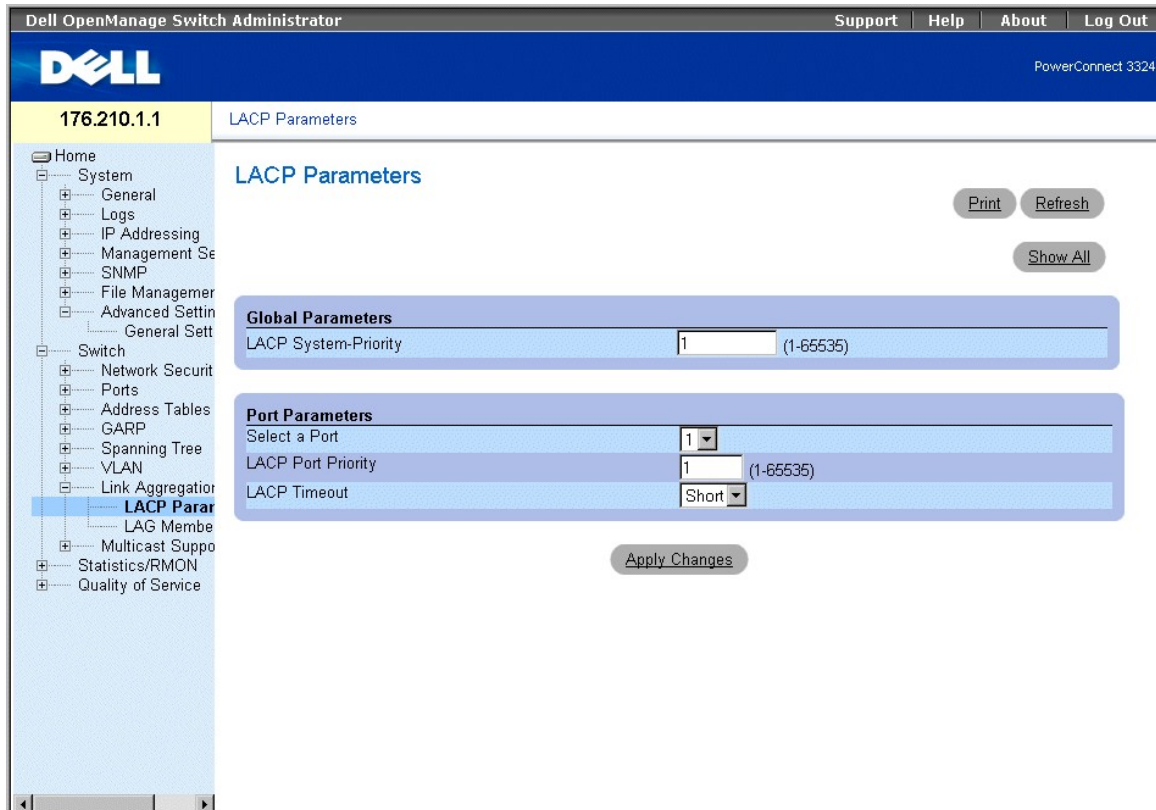 Dell OpenManage Switch Administrator Support Help About Log Out
DELL
PowerConnect 3324
176.210.1.1
LACP Parameters
Home
System
General
Logs
IP Addressing
Management Se
SNMP
File Managemer
Advanced Settin
General Sett
Switch
Network Securit
Ports
Address Tables
GARP
Spanning Tree
VLAN
Link Aggregatior
LACP Parar
LAG Membe
Multicast Suppo
Statistics/RMON
Quality of Service
LACP Parameters
Print Refresh
Show All
Global Parameters
LACP System-Priority 1 (1-65535)
Port Parameters
Select a Port 1
LACP Port Priority 1 (1-65535)
LACP Timeout Short
Apply Changes